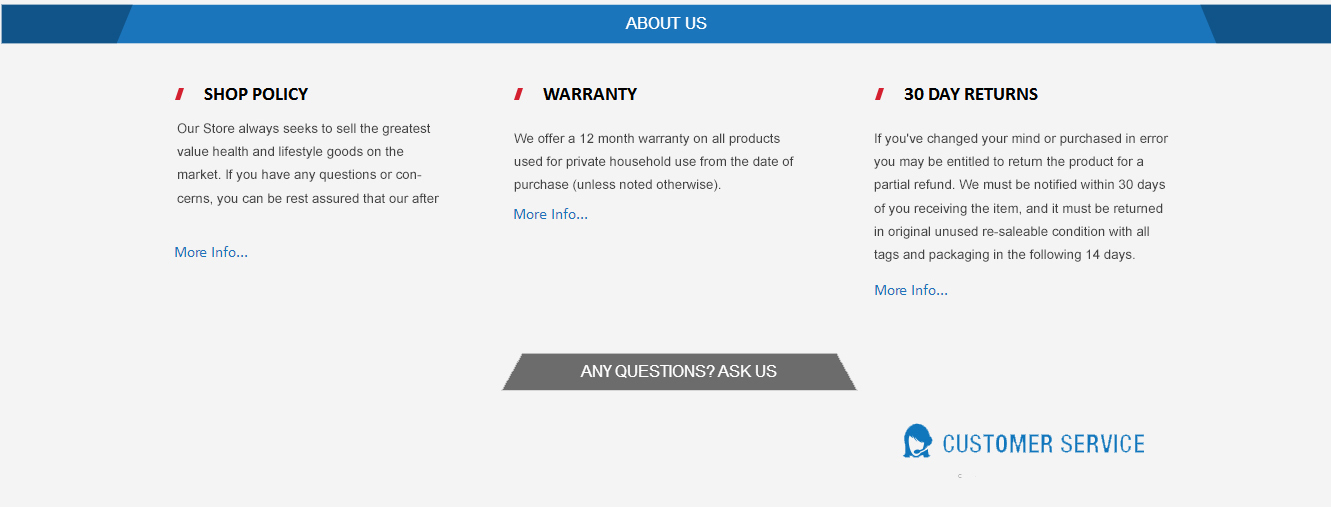 ABOUT US
SHOP POLICY
Our Store always seeks to sell the greatest
value health and lifestyle goods on the
market. If you have any questions or con-
cerns, you can be rest assured that our after
More Info...
WARRANTY
We offer a 12 month warranty on all products
used for private household use from the date of
purchase (unless noted otherwise).
More Info...
30 DAY RETURNS
If you've changed your mind or purchased in error
you may be entitled to return the product for a
partial refund. We must be notified within 30 days
of you receiving the item, and it must be returned
in original unused re-saleable condition with all
tags and packaging in the following 14 days.
More Info...
ANY QUESTIONS? ASK US
CUSTOMER SERVICE
c